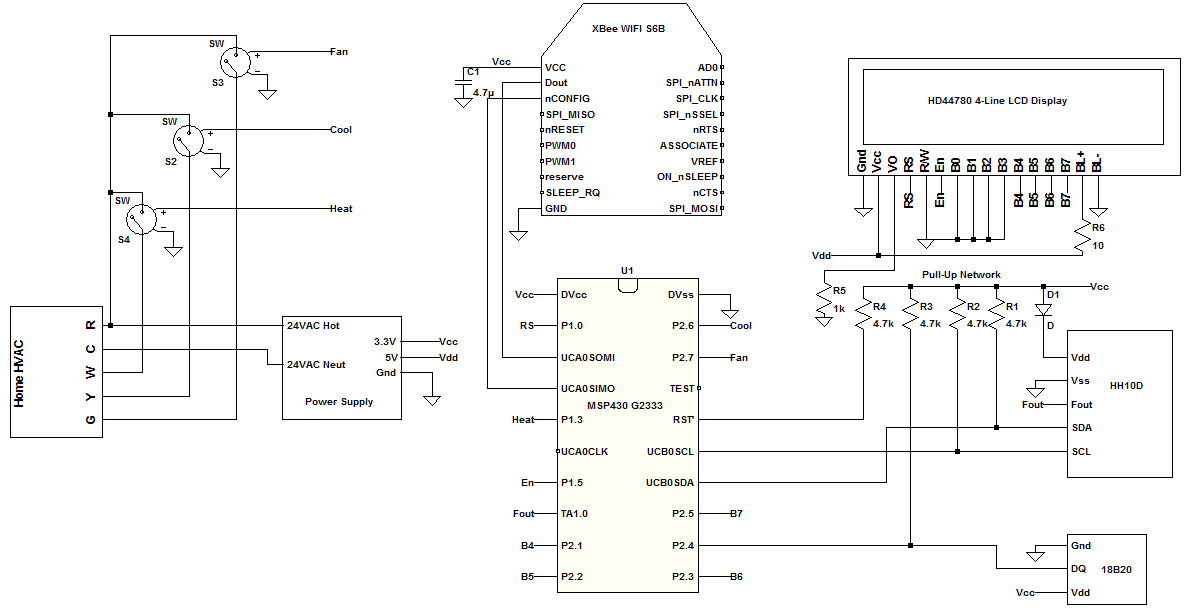 SW
+
Fan
−
S3
SW
+
Cool
−
S2
SW
+
Heat
−
S4
Home HVAC
R
C
W
Y
G
24VAC Hot
24VAC Neut
3.3V
Vcc
5V
Vdd
Gnd
Power Supply
XBee WIFI S6B
Vcc
C1
4.7µ
VCC
Dout
nCONFIG
SPI_MISO
nRESET
PWM0
PWM1
reserve
SLEEP_RQ
GND
AD0
SPI_nATTN
SPI_CLK
SPI_nSSEL
nRTS
ASSOCIATE
VREF
ON_nSLEEP
nCTS
SPI_MOSI
U1
Vcc
DVcc
RS
P1.0
UCA0SOMI
UCA0SIMO
MSP430 G2333
Heat
P1.3
UCA0CLK
En
P1.5
Fout
TA1.0
B4
P2.1
B5
P2.2
DVss
P2.6
Cool
P2.7
Fan
TEST
RST'
UCB0SCL
UCB0SDA
P2.5
B7
P2.4
P2.3
B6
HD44780 4-Line LCD Display
Gnd
Vcc
VO
RS
R/W
En
B0
B1
B2
B3
B4
B5
B6
B7
BL+
BL-
RS
En
B4
B5
B6
B7
R6
10
Vdd
R5
1k
Pull-Up Network
Vcc
R4
4.7k
R3
4.7k
R2
4.7k
R1
4.7k
D1
D
Vdd
Vss
HH10D
Fout
Fout
SDA
SCL
Gnd
DQ
18B20
Vcc
Vdd